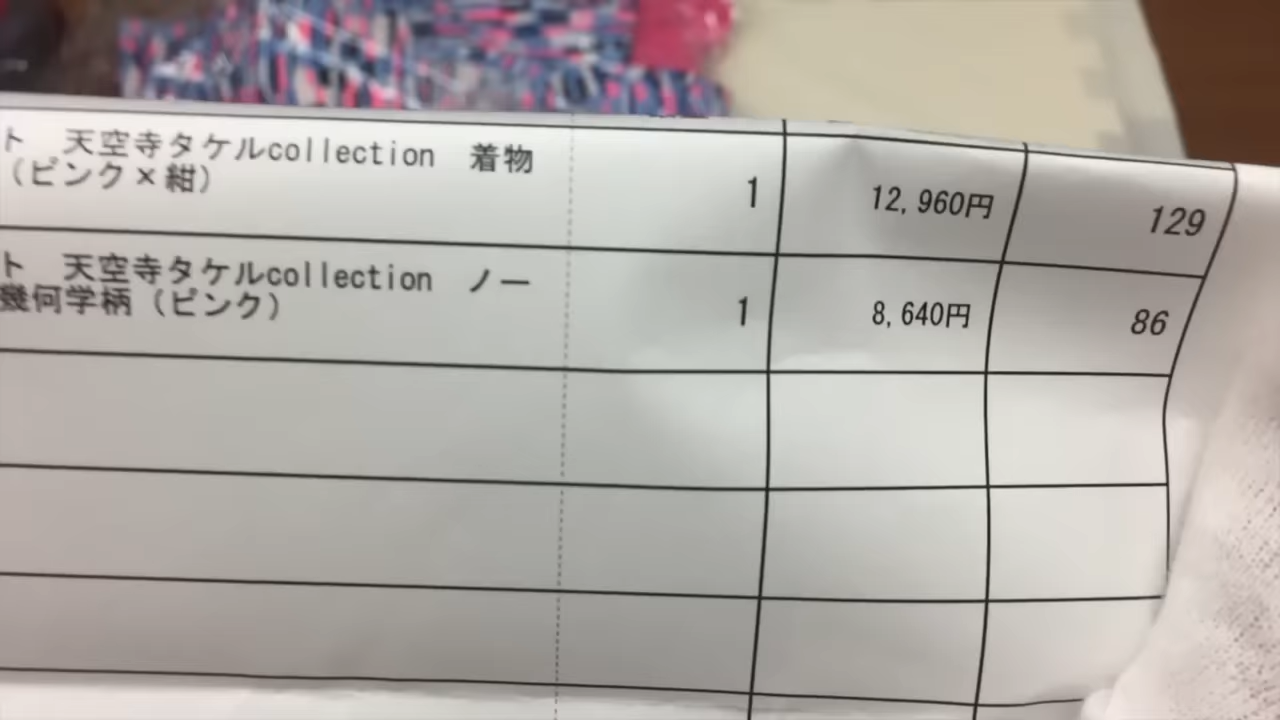 ト 天空寺タケルcollection 着物
（ピンク×紺）
1 12,960円 129
ト 天空寺タケルcollection ノー
幾何学柄（ピンク）
1 8,640円 86